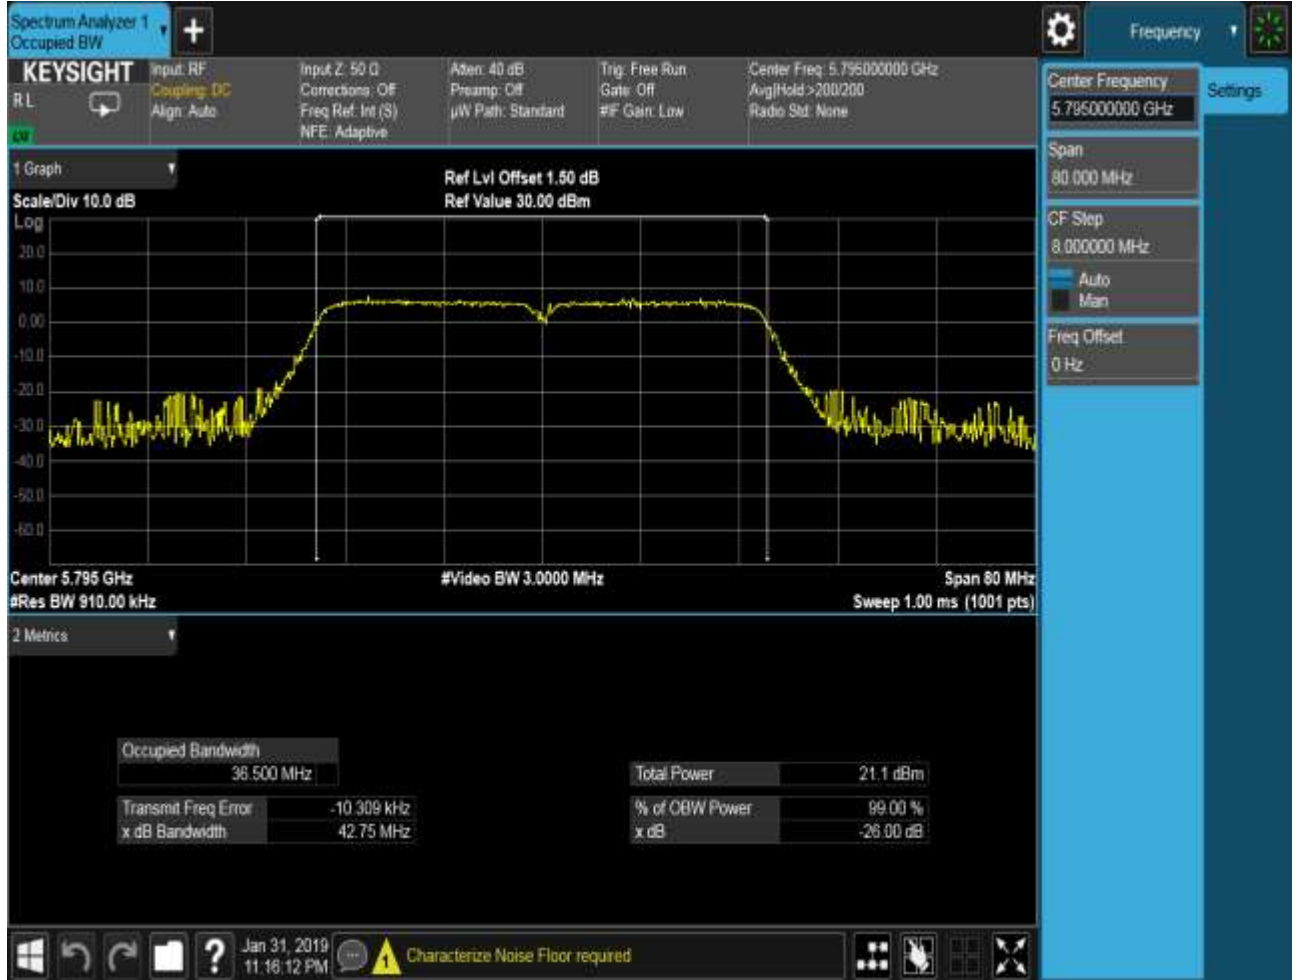 Spectrum Analyzer 1
Occupied BW
+
Frequency
KEYSIGHT
R L
Input: RF
Coupling: DC
Align: Auto
Input Z: 50 Ω
Corrections: Off
Freq Ref: Int (S)
NFE: Adaptive
Atten: 40 dB
Preamp: Off
µW Path: Standard
Trig: Free Run
Gate: Off
#IF Gain: Low
Center Freq: 5.795000000 GHz
Avg|Hold:>200/200
Radio Std: None
Center Frequency
5.795000000 GHz
Settings
Span
80.000 MHz
CF Step
8.000000 MHz
Auto
Man
Freq Offset
0 Hz
1 Graph
Scale/Div 10.0 dB
Ref Lvl Offset 1.50 dB
Ref Value 30.00 dBm
Log
20.0
10.0
0.00
-10.0
-20.0
-30.0
-40.0
-50.0
-60.0
Center 5.795 GHz
#Res BW 910.00 kHz
#Video BW 3.0000 MHz
Span 80 MHz
Sweep 1.00 ms (1001 pts)
2 Metrics
Occupied Bandwidth
36.500 MHz
Transmit Freq Error -10.309 kHz
x dB Bandwidth 42.75 MHz
Total Power 21.1 dBm
% of OBW Power 99.00 %
x dB -26.00 dB
?
Jan 31, 2019
11:16:12 PM
1
Characterize Noise Floor required